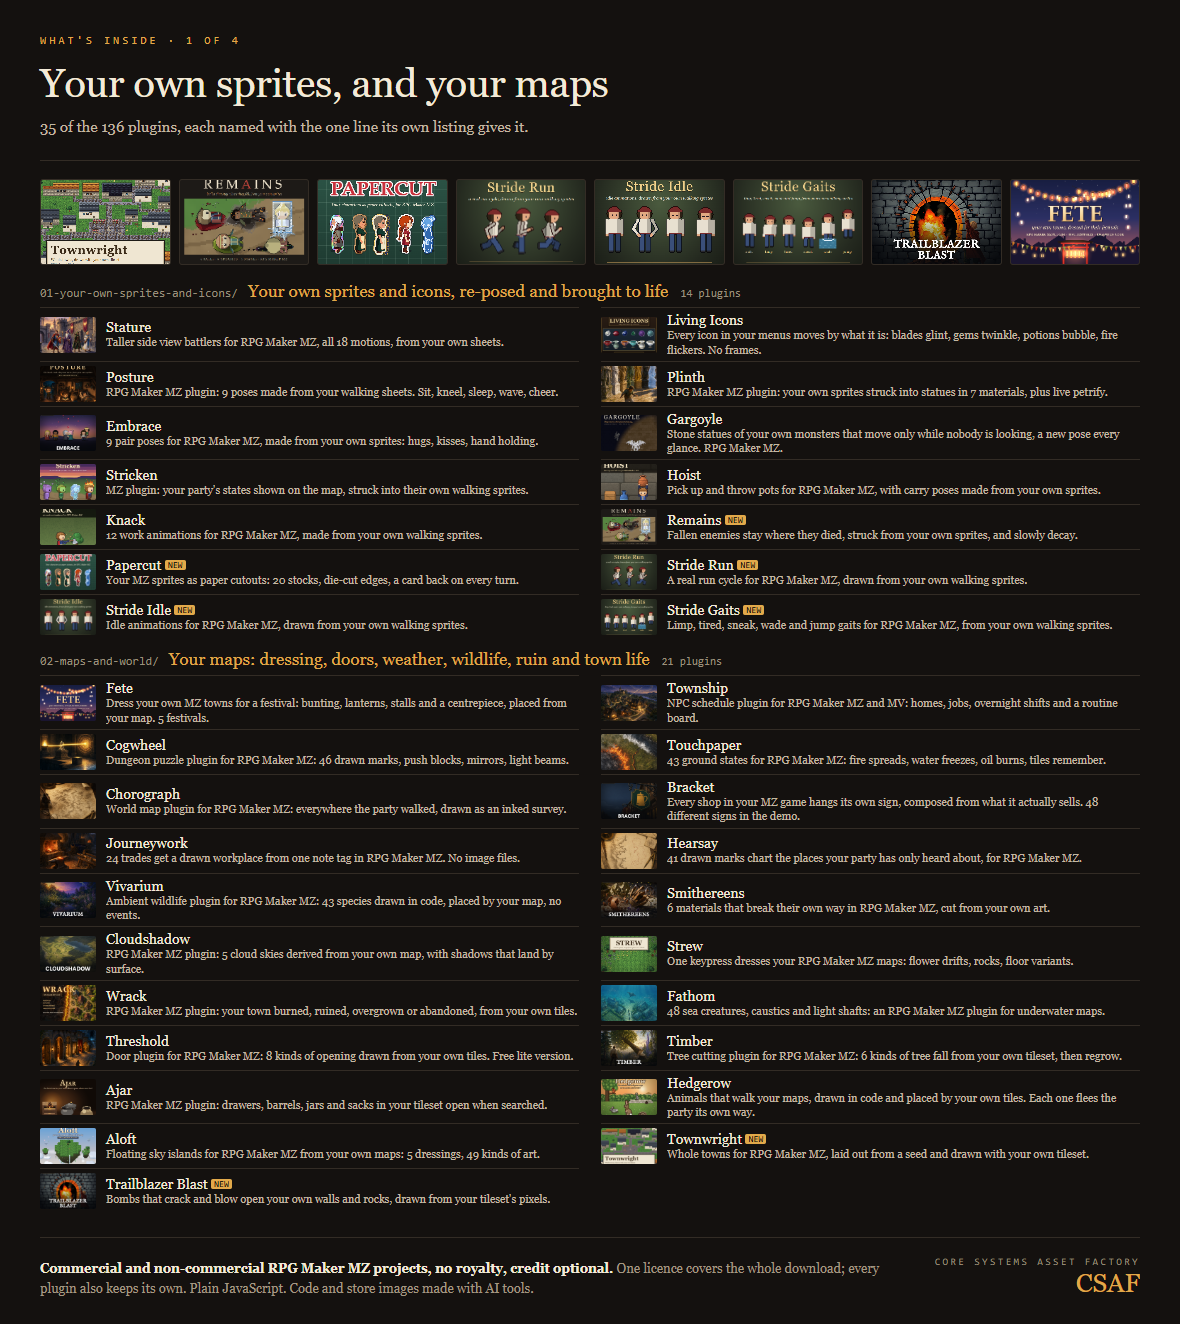 WHAT'S INSIDE · 1 OF 4
Your own sprites, and your maps
35 of the 136 plugins, each named with the one line its own listing gives it.
Townwright
REMAINS
PAPERCUT
Stride Run
Stride Idle
Stride Gaits
TRAILBLAZER
BLAST
FETE
01-your-own-sprites-and-icons/ Your own sprites and icons, re-posed and brought to life 14 plugins
Stature
Taller side view battlers for RPG Maker MZ, all 18 motions, from your own sheets.
Living Icons
Every icon in your menus moves by what it is: blades glint, gems twinkle, potions bubble, fire
flickers. No frames.
Posture
RPG Maker MZ plugin: 9 poses made from your walking sheets. Sit, kneel, sleep, wave, cheer.
Plinth
RPG Maker MZ plugin: your own sprites struck into statues in 7 materials, plus live petrify.
Embrace
9 pair poses for RPG Maker MZ, made from your own sprites: hugs, kisses, hand holding.
Gargoyle
Stone statues of your own monsters that move only while nobody is looking, a new pose every
glance. RPG Maker MZ.
Stricken
MZ plugin: your party's states shown on the map, struck into their own walking sprites.
Hoist
Pick up and throw pots for RPG Maker MZ, with carry poses made from your own sprites.
Knack
12 work animations for RPG Maker MZ, made from your own walking sprites.
Remains NEW
Fallen enemies stay where they died, struck from your own sprites, and slowly decay.
Papercut NEW
Your MZ sprites as paper cutouts: 20 stocks, die-cut edges, a card back on every turn.
Stride Run NEW
A real run cycle for RPG Maker MZ, drawn from your own walking sprites.
Stride Idle NEW
Idle animations for RPG Maker MZ, drawn from your own walking sprites.
Stride Gaits NEW
Limp, tired, sneak, wade and jump gaits for RPG Maker MZ, from your own walking sprites.
02-maps-and-world/ Your maps: dressing, doors, weather, wildlife, ruin and town life 21 plugins
Fete
Dress your own MZ towns for a festival: bunting, lanterns, stalls and a centrepiece, placed from
your map. 5 festivals.
Township
NPC schedule plugin for RPG Maker MZ and MV: homes, jobs, overnight shifts and a routine
board.
Cogwheel
Dungeon puzzle plugin for RPG Maker MZ: 46 drawn marks, push blocks, mirrors, light beams.
Touchpaper
43 ground states for RPG Maker MZ: fire spreads, water freezes, oil burns, tiles remember.
Chorograph
World map plugin for RPG Maker MZ: everywhere the party walked, drawn as an inked survey.
Bracket
Every shop in your MZ game hangs its own sign, composed from what it actually sells. 48
different signs in the demo.
Journeywork
24 trades get a drawn workplace from one note tag in RPG Maker MZ. No image files.
Hearsay
41 drawn marks chart the places your party has only heard about, for RPG Maker MZ.
Vivarium
Ambient wildlife plugin for RPG Maker MZ: 43 species drawn in code, placed by your map, no
events.
Smithereens
6 materials that break their own way in RPG Maker MZ, cut from your own art.
Cloudshadow
RPG Maker MZ plugin: 5 cloud skies derived from your own map, with shadows that land by
surface.
Strew
One keypress dresses your RPG Maker MZ maps: flower drifts, rocks, floor variants.
Wrack
RPG Maker MZ plugin: your town burned, ruined, overgrown or abandoned, from your own tiles.
Fathom
48 sea creatures, caustics and light shafts: an RPG Maker MZ plugin for underwater maps.
Threshold
Door plugin for RPG Maker MZ: 8 kinds of opening drawn from your own tiles. Free lite version.
Timber
Tree cutting plugin for RPG Maker MZ: 6 kinds of tree fall from your own tileset, then regrow.
Ajar
RPG Maker MZ plugin: drawers, barrels, jars and sacks in your tileset open when searched.
Hedgerow
Animals that walk your maps, drawn in code and placed by your own tiles. Each one flees the
party its own way.
Aloft
Floating sky islands for RPG Maker MZ from your own maps: 5 dressings, 49 kinds of art.
Townwright NEW
Whole towns for RPG Maker MZ, laid out from a seed and drawn with your own tileset.
Trailblazer Blast NEW
Bombs that crack and blow open your own walls and rocks, drawn from your tileset's pixels.
Commercial and non-commercial RPG Maker MZ projects, no royalty, credit optional. One licence covers the whole download; every
plugin also keeps its own. Plain JavaScript. Code and store images made with AI tools.
CORE SYSTEMS ASSET FACTORY
CSAF